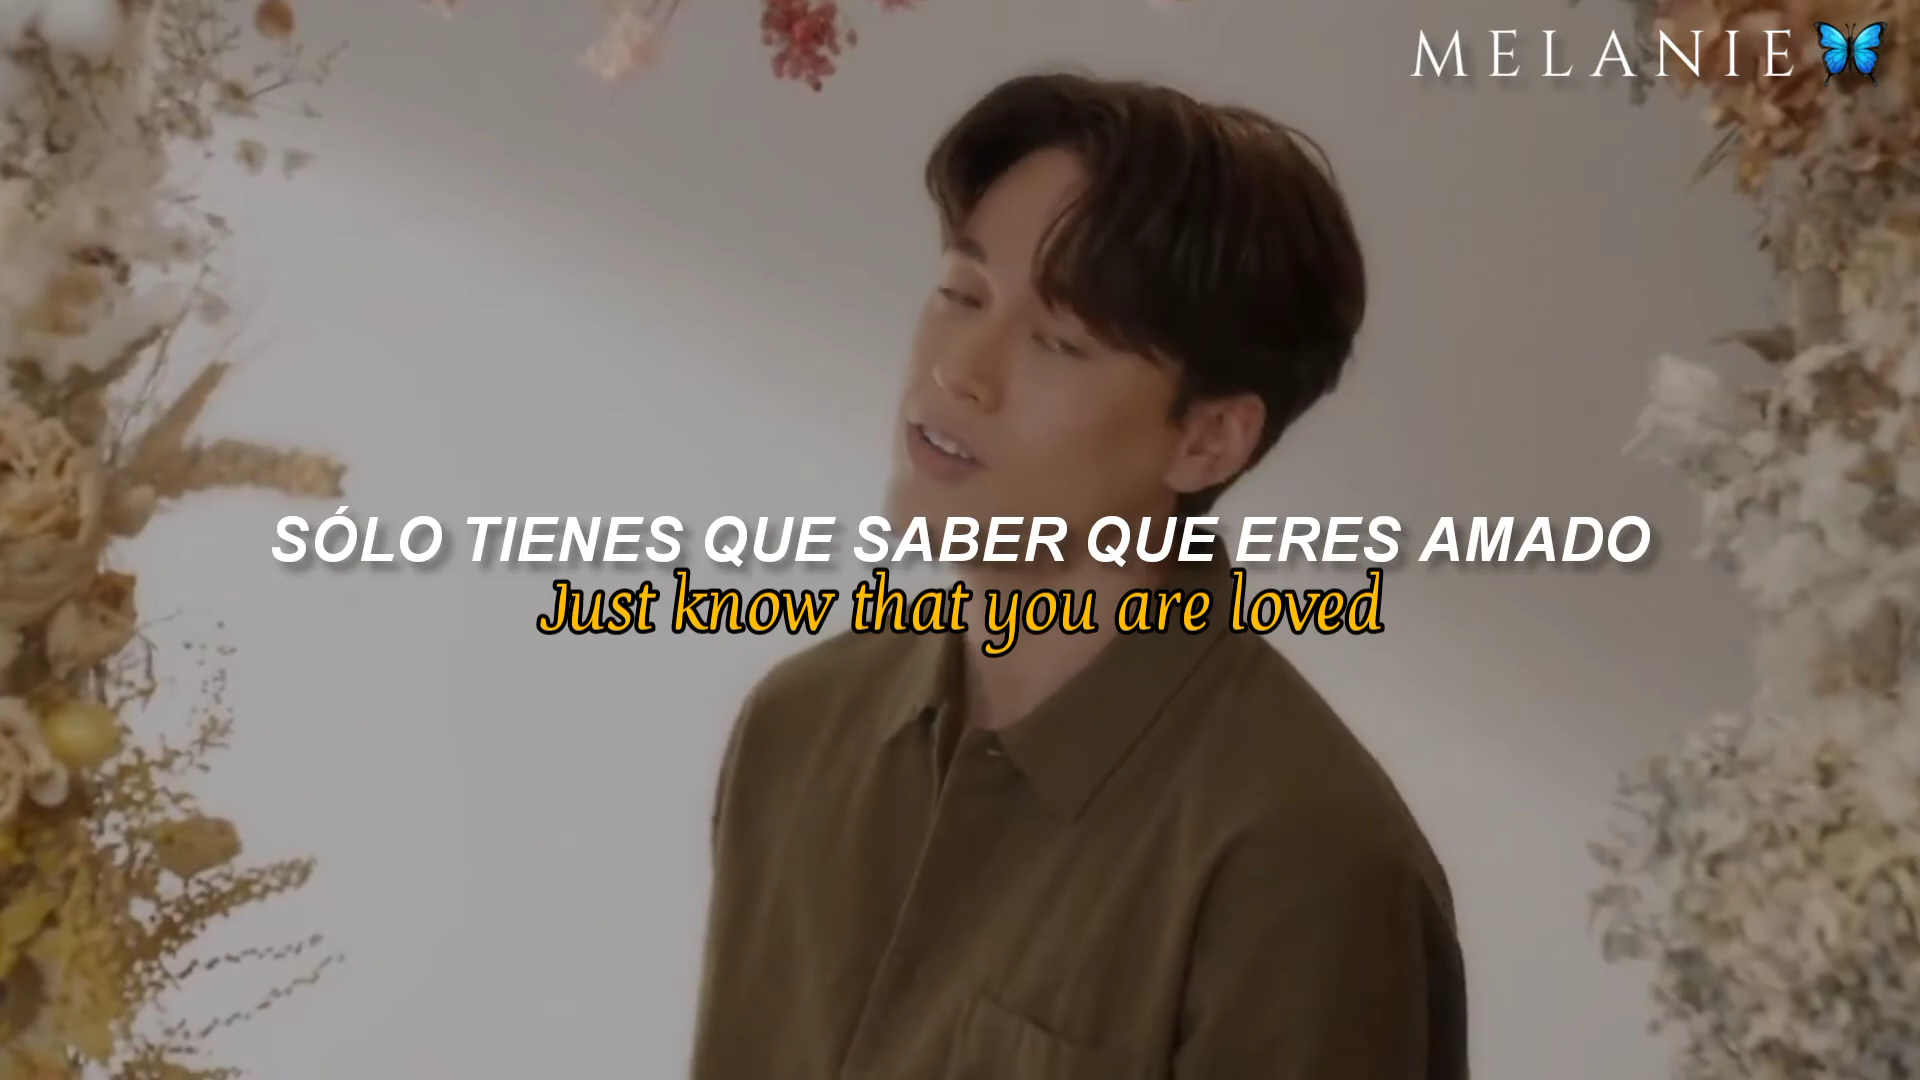 MELANIE🦋
SÓLO TIENES QUE SABER QUE ERES AMADO
Just know that you are loved